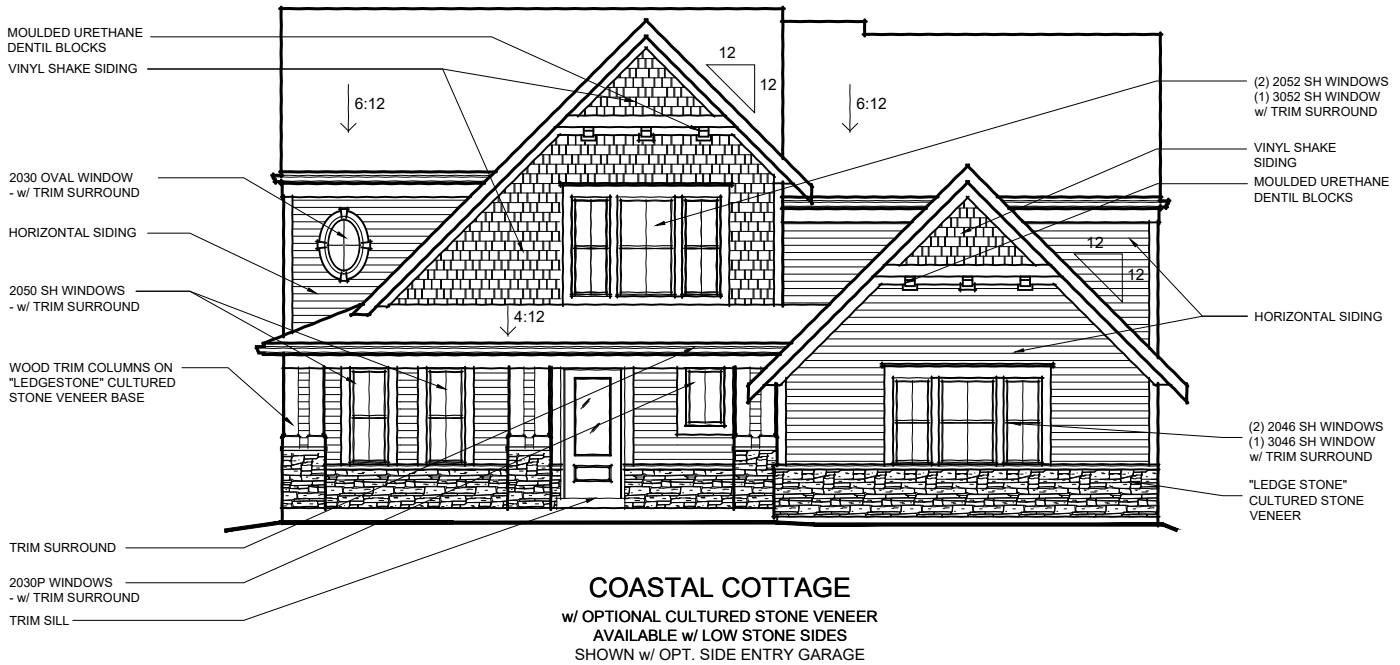 MOULDED URETHANE
DENTIL BLOCKS
VINYL SHAKE SIDING
2030 OVAL WINDOW
- w/ TRIM SURROUND
HORIZONTAL SIDING
2050 SH WINDOWS
- w/ TRIM SURROUND
WOOD TRIM COLUMNS ON
"LEDGESTONE" CULTURED
STONE VENEER BASE
TRIM SURROUND
2030P WINDOWS
- w/ TRIM SURROUND
TRIM SILL
6:12
12
12
6:12
4:12
12
12
(2) 2052 SH WINDOWS
(1) 3052 SH WINDOW
w/ TRIM SURROUND
VINYL SHAKE
SIDING
MOULDED URETHANE
DENTIL BLOCKS
HORIZONTAL SIDING
(2) 2046 SH WINDOWS
(1) 3046 SH WINDOW
w/ TRIM SURROUND
"LEDGE STONE"
CULTURED STONE
VENEER
COASTAL COTTAGE
w/ OPTIONAL CULTURED STONE VENEER
AVAILABLE w/ LOW STONE SIDES
SHOWN w/ OPT. SIDE ENTRY GARAGE